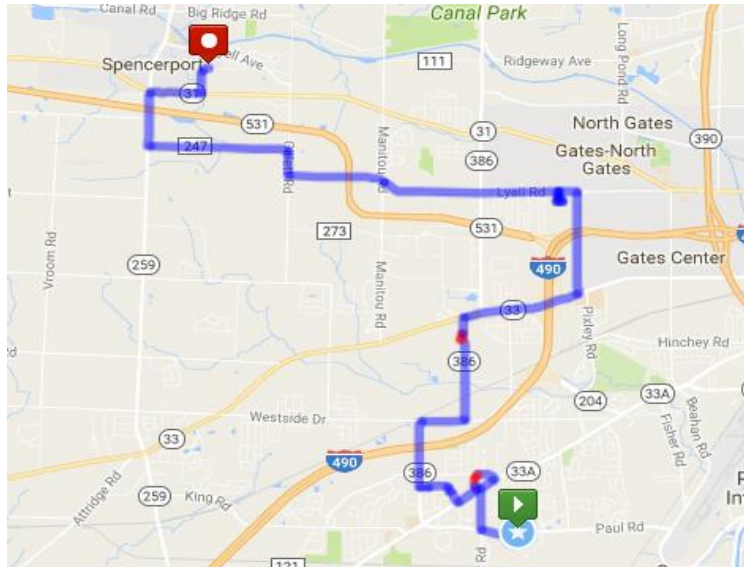 Canal Rd
Big Ridge Rd
Canal Park
Spencerport
Ave
111
Ridgeway Ave
Long Pond Rd
31
531
31
North Gates
390
247
386
Gates-North
Gates
Manitou Rd
Lyell Rd
273
531
Gates Center
490
Vroom Rd
259
Manitou Rd
33
Pixley Rd
Hinchey Rd
386
204
33A
Westside Dr
Beahan Rd
Fisher Rd
33
490
386
33A
Attridge Rd
259
King Rd
Rd
Paul Rd